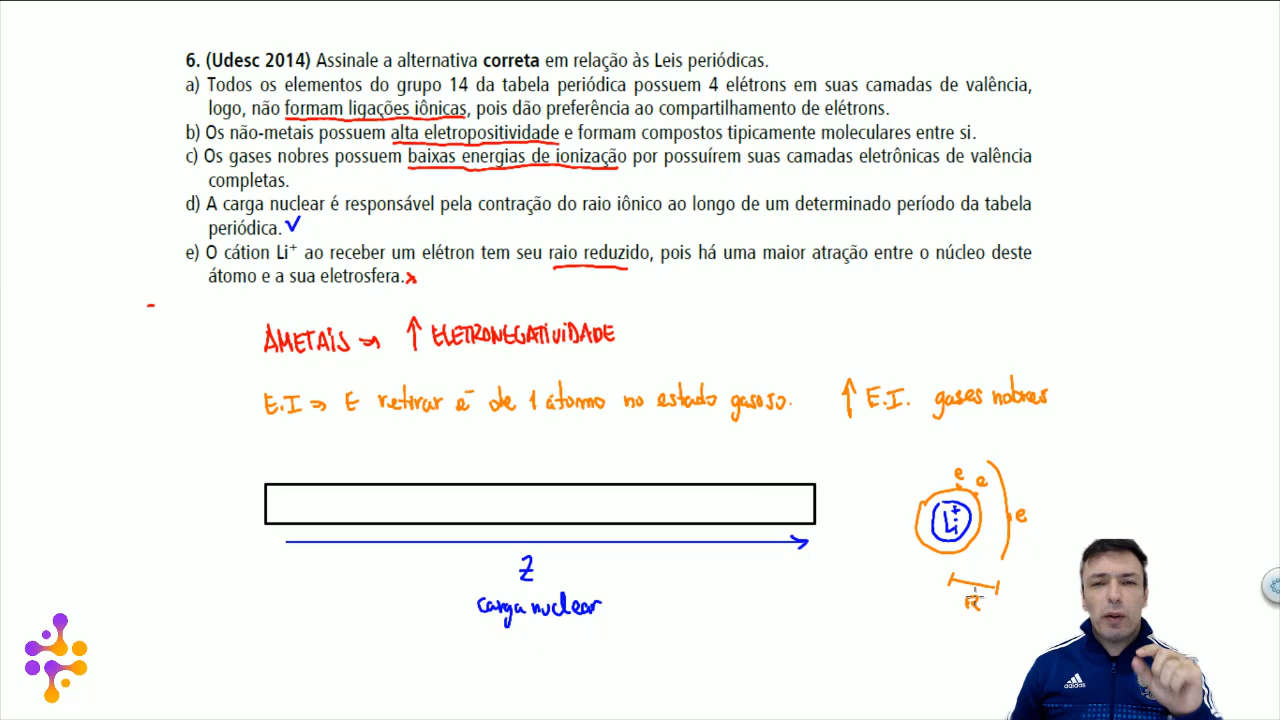 6. (Udesc 2014) Assinale a alternativa correta em relação às Leis periódicas.
a) Todos os elementos do grupo 14 da tabela periódica possuem 4 elétrons em suas camadas de valência,
logo, não formam ligações iônicas, pois dão preferência ao compartilhamento de elétrons.
b) Os não-metais possuem alta eletropositividade e formam compostos tipicamente moleculares entre si.
c) Os gases nobres possuem baixas energias de ionização por possuírem suas camadas eletrônicas de valência
completas.
d) A carga nuclear é responsável pela contração do raio iônico ao longo de um determinado período da tabela
periódica. ✓
e) O cátion Li⁺ ao receber um elétron tem seu raio reduzido, pois há uma maior atração entre o núcleo deste
átomo e a sua eletrosfera. x
AMETAIS → ↑ ELETRONEGATIVIDADE
E.I ⇒ E retirar ē de 1 átomo no estado gasoso. ↑ E.I. gases nobres
e e
Li⁺ e
Z
carga nuclear
R
adidas